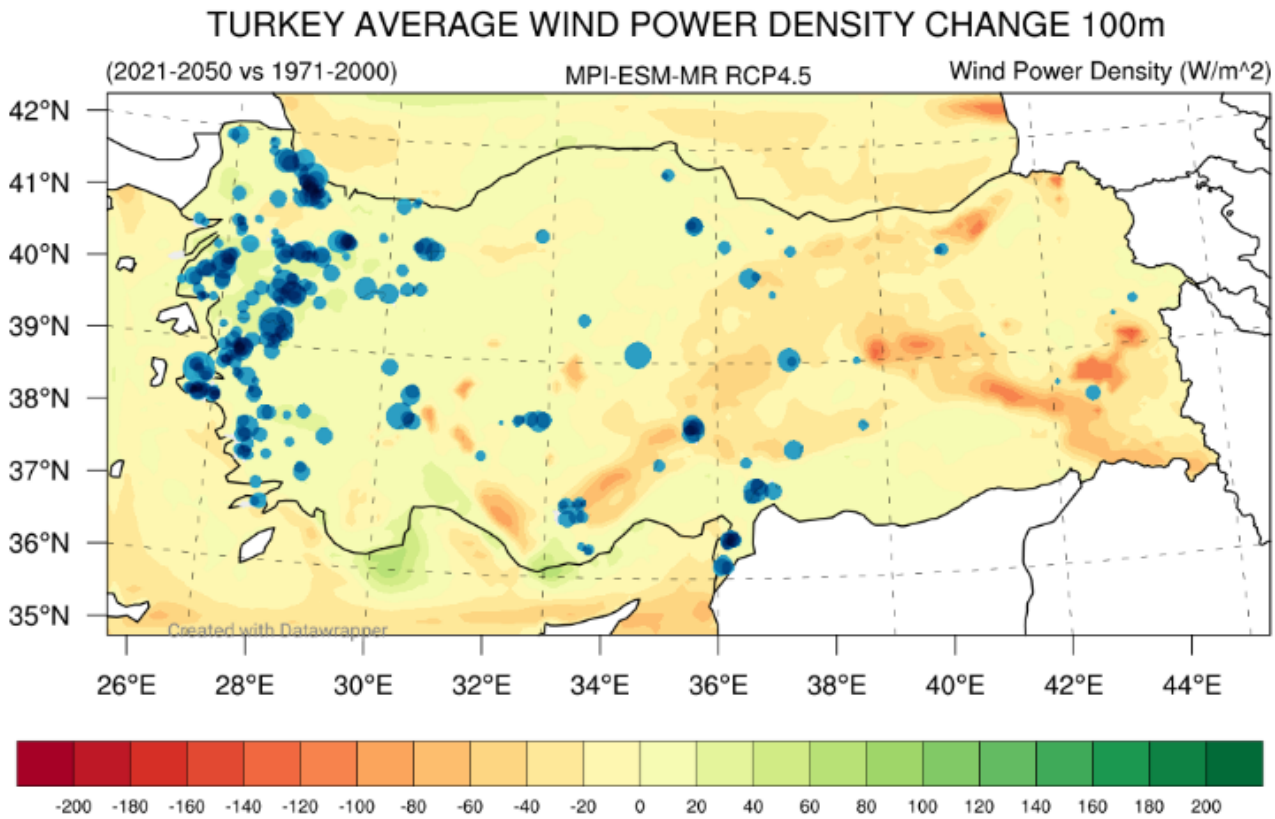 TURKEY AVERAGE WIND POWER DENSITY CHANGE 100m
(2021-2050 vs 1971-2000) MPI-ESM-MR RCP4.5 Wind Power Density (W/m^2)
42°N
41°N
40°N
39°N
38°N
37°N
36°N
35°N
Created with Datawrapper
26°E 28°E 30°E 32°E 34°E 36°E 38°E 40°E 42°E 44°E
-200 -180 -160 -140 -120 -100 -80 -60 -40 -20 0 20 40 60 80 100 120 140 160 180 200